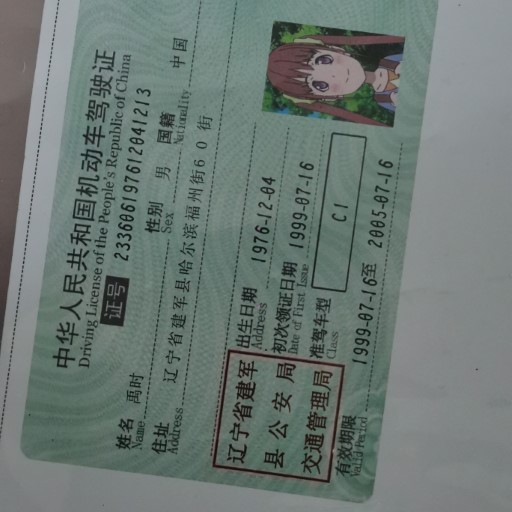 中华人民共和国机动车驾驶证
Driving License of the People's Republic of China
证号 233606197612041213
姓名 禹时 性别 男 国籍 中国
Name Sex Nationality
住址 辽宁省建军县哈尔滨福州街60街
Address
辽宁省建军
县公安局
交通管理局
出生日期 1976-12-04
Address
初次领证日期 1999-07-16
Date of First Issue
准驾车型 C1
Class
有效期限 1999-07-16至 2005-07-16
Valid Period